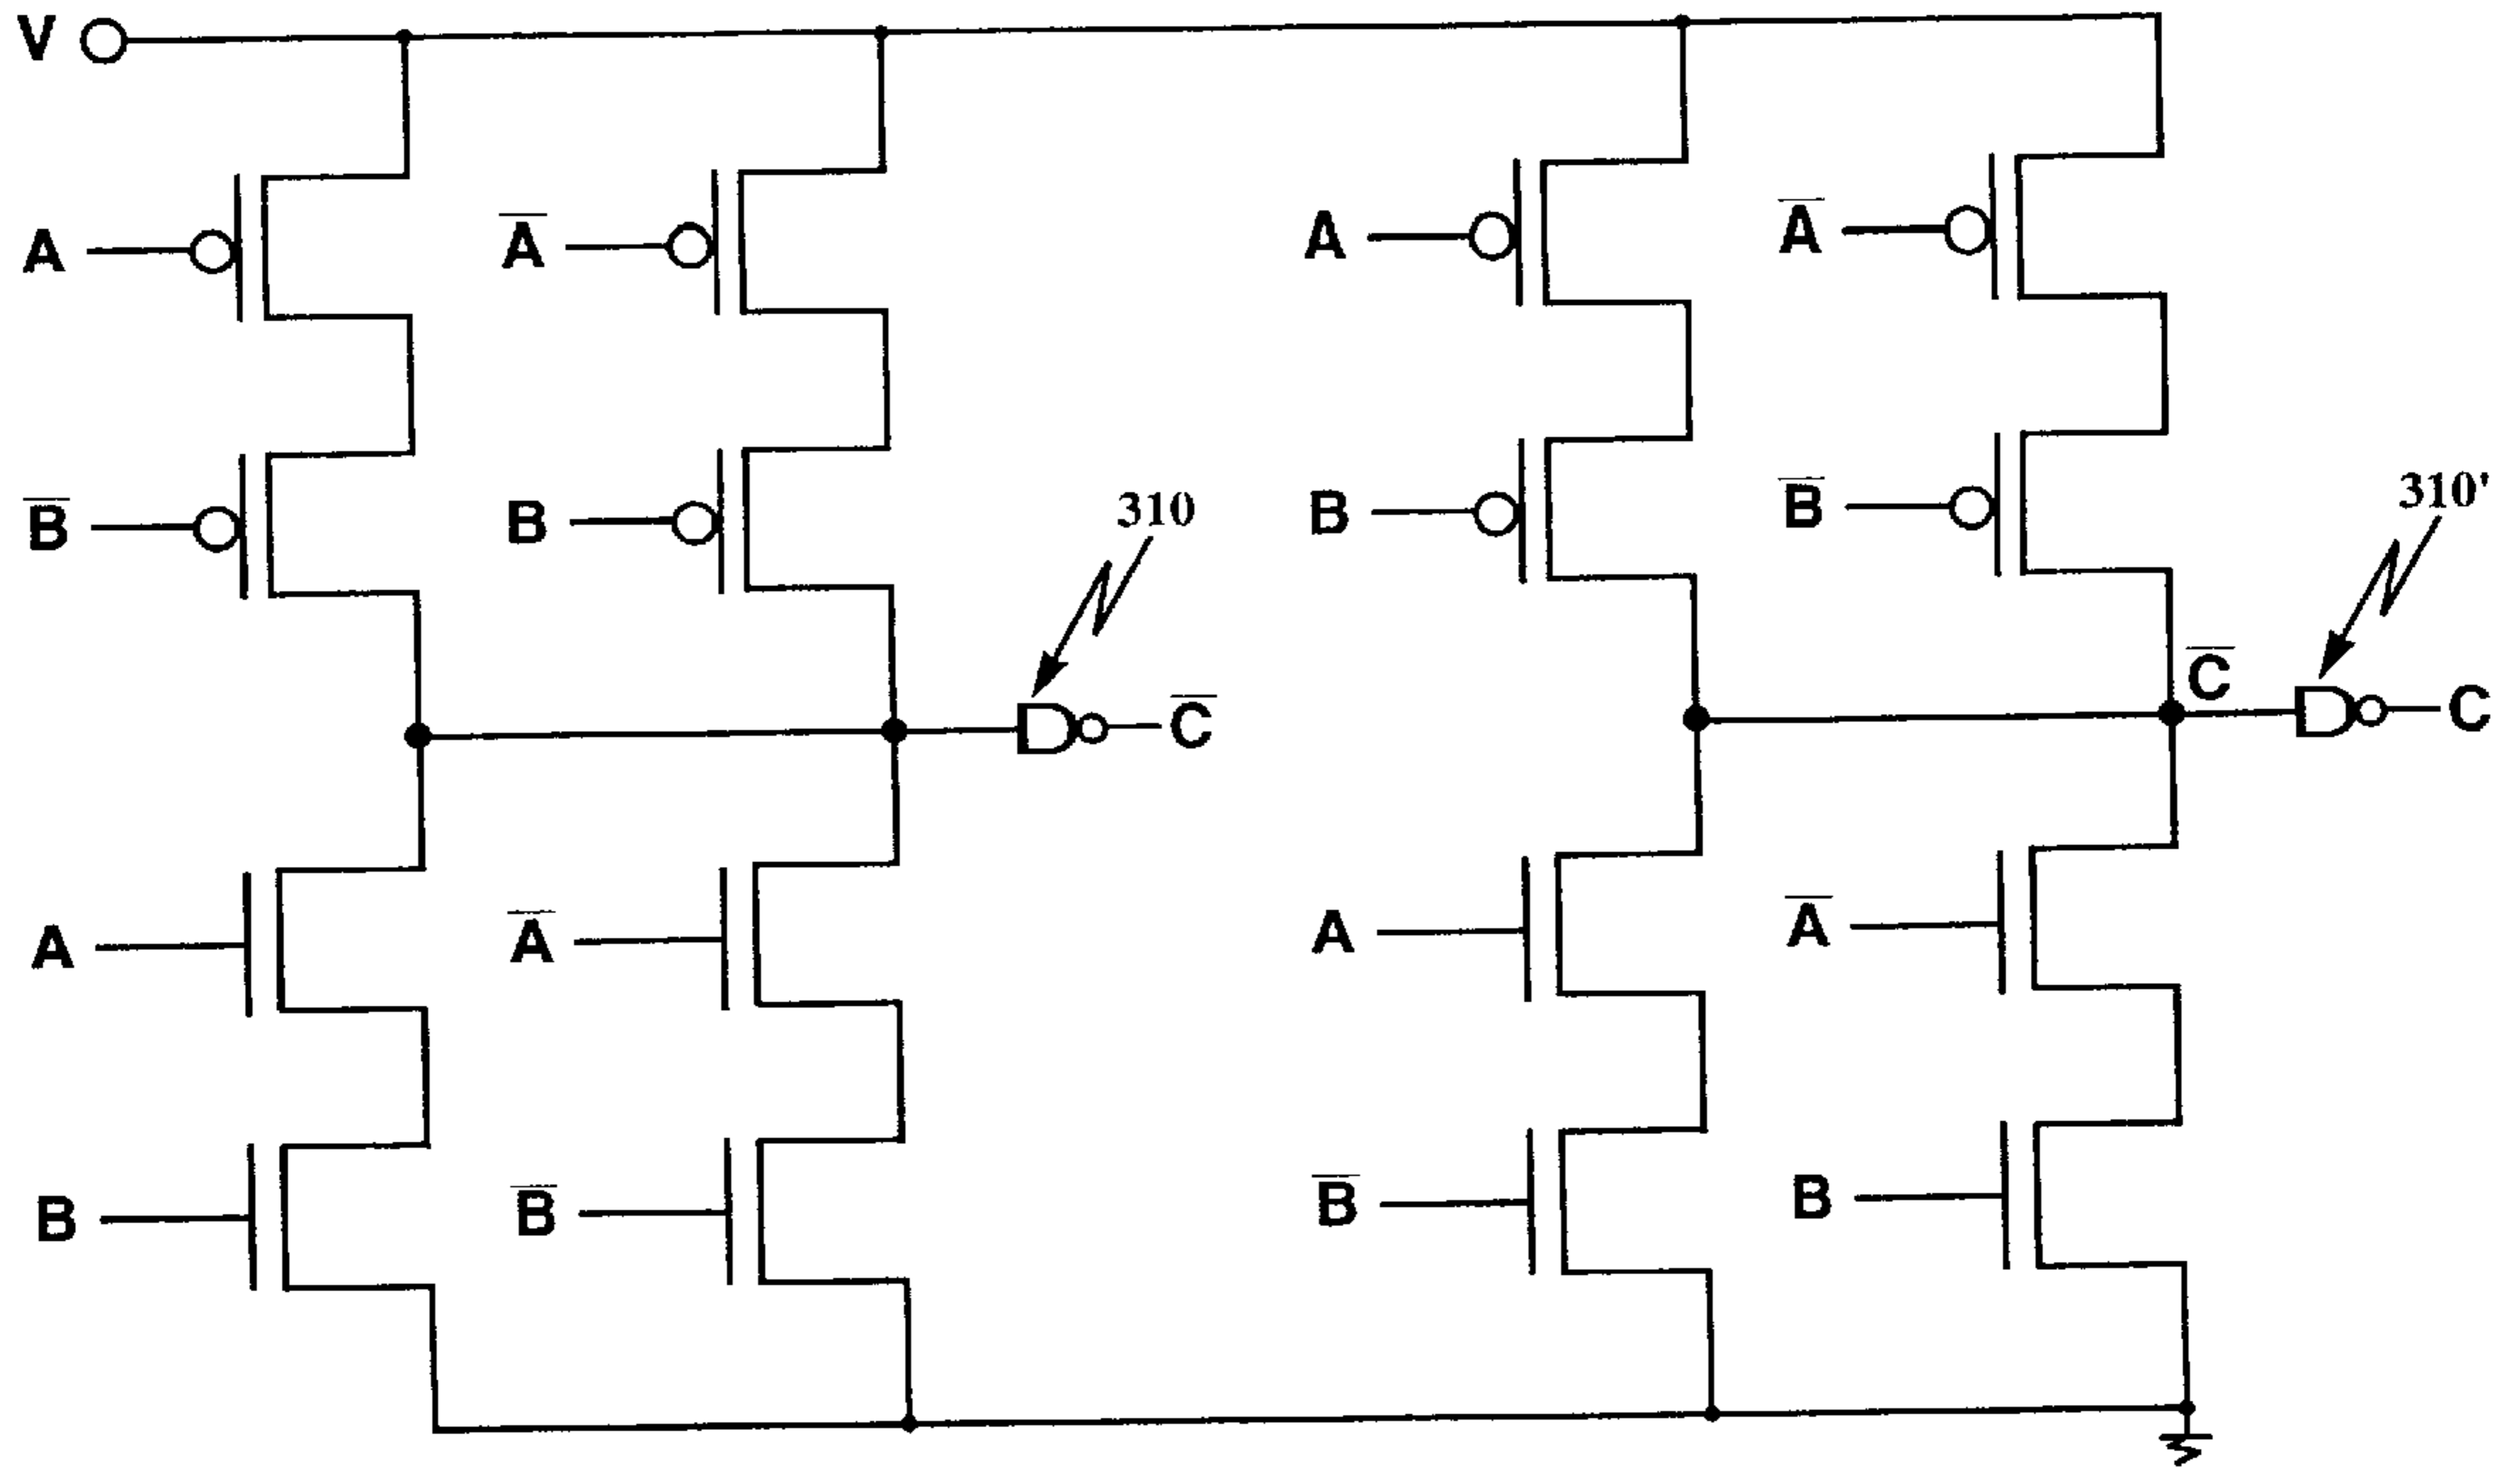 V
A A̅ A A̅
B̅ B B B̅
310 310'
C̅ C̅ C
A A̅ A A̅
B B̅ B̅ B